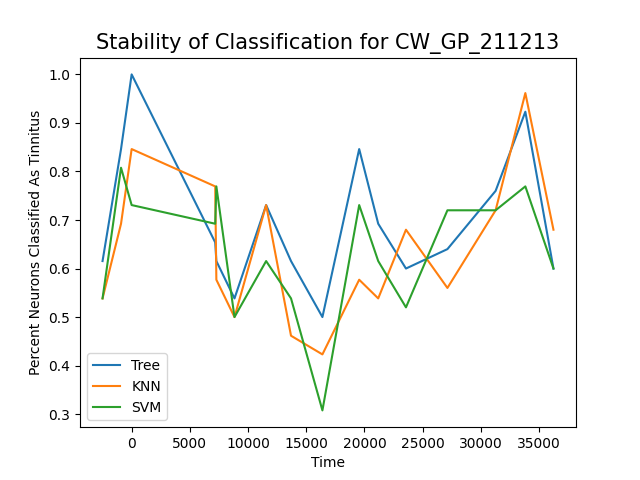 Stability of Classification for CW_GP_211213
Percent Neurons Classified As Tinnitus
1.0
0.9
0.8
0.7
0.6
0.5
0.4
0.3
Tree
KNN
SVM
0 5000 10000 15000 20000 25000 30000 35000
Time